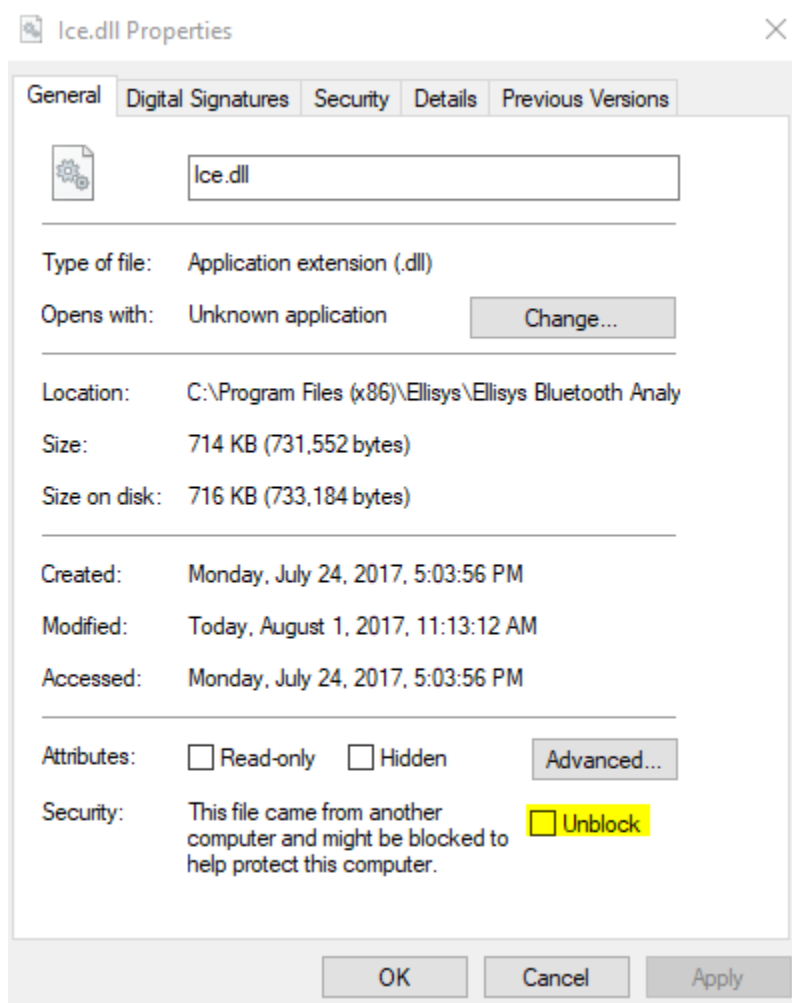 Ice.dll Properties
General Digital Signatures Security Details Previous Versions
Ice.dll
Type of file: Application extension (.dll)
Opens with: Unknown application Change...
Location: C:\Program Files (x86)\Ellisys\Ellisys Bluetooth Analy
Size: 714 KB (731,552 bytes)
Size on disk: 716 KB (733,184 bytes)
Created: Monday, July 24, 2017, 5:03:56 PM
Modified: Today, August 1, 2017, 11:13:12 AM
Accessed: Monday, July 24, 2017, 5:03:56 PM
Attributes: Read-only Hidden Advanced...
Security: This file came from another
computer and might be blocked to
help protect this computer.
Unblock
OK Cancel Apply